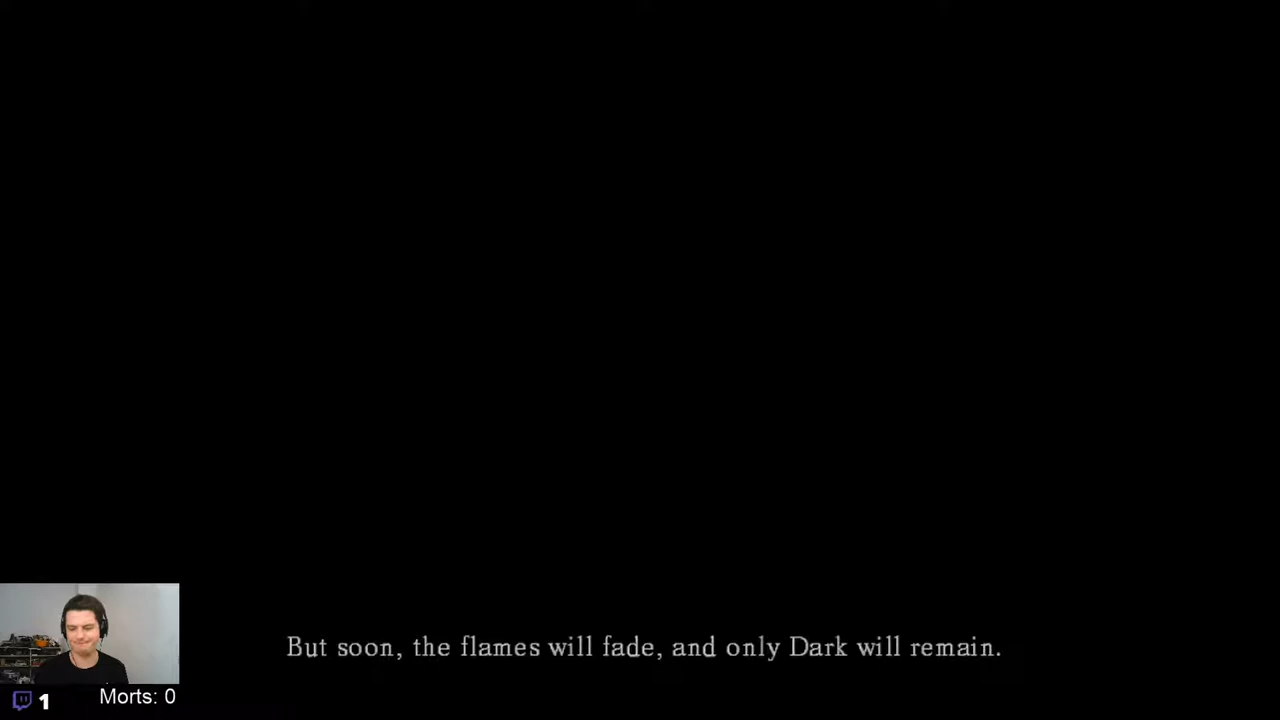 But soon, the flames will fade, and only Dark will remain.
1
Morts: 0